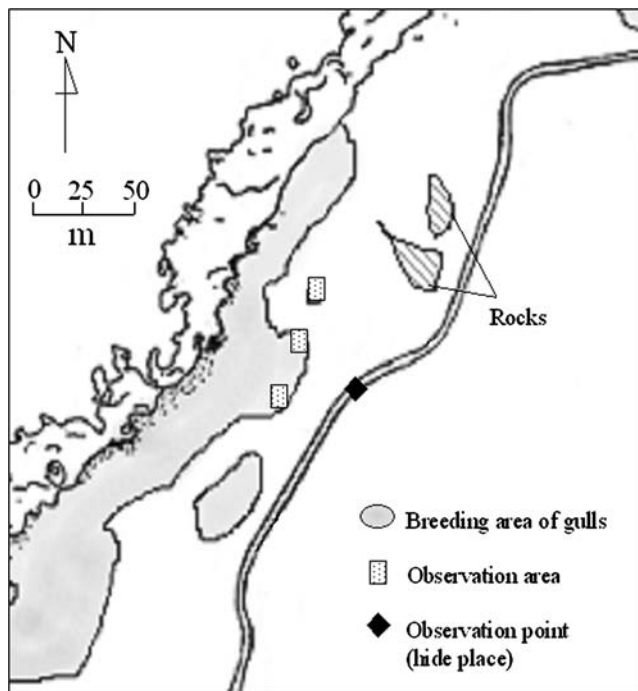 N
0 25 50
m
Rocks
Breeding area of gulls
Observation area
Observation point
(hide place)